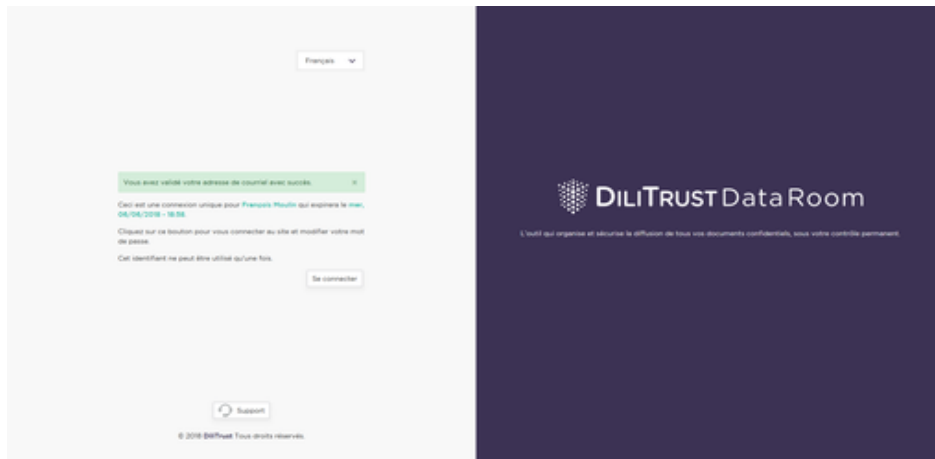 Français
Vous avez validé votre adresse de courriel avec succès.
×
Ceci est une connexion unique pour François Moulin qui expirera le mer,
06/06/2018 - 18:58.
Cliquez sur ce bouton pour vous connecter au site et modifier votre mot
de passe.
Cet identifiant ne peut être utilisé qu'une fois.
Se connecter
Support
© 2018 DiliTrust Tous droits réservés.
DILITRUST DataRoom
L'outil qui organise et sécurise la diffusion de tous vos documents confidentiels, sous votre contrôle permanent.